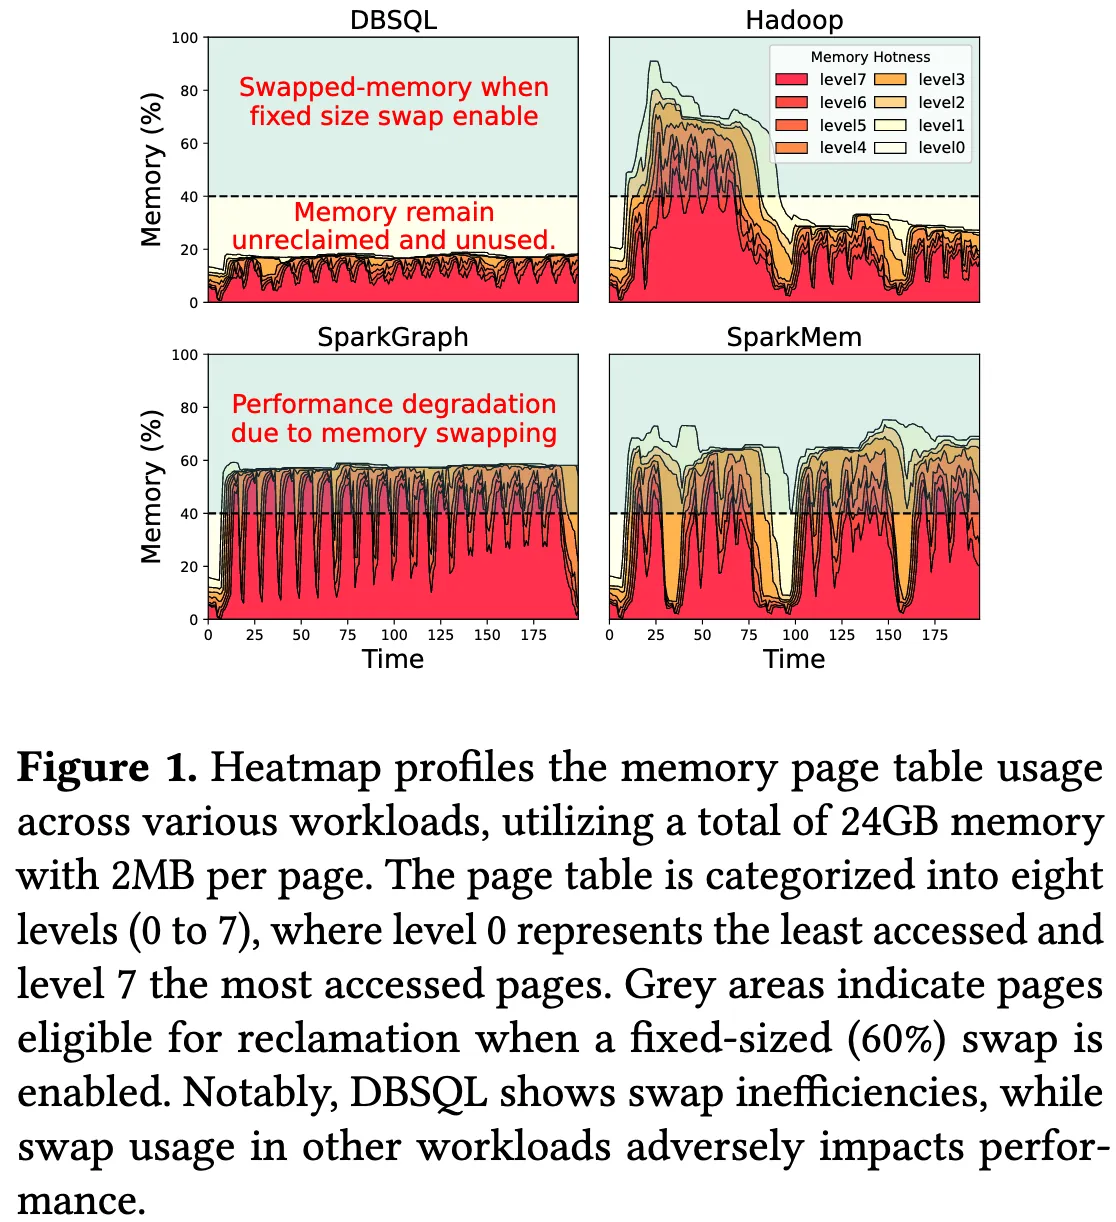 DBSQL
Hadoop
100
80
60
40
20
0
Memory (%)
Swapped-memory when
fixed size swap enable
Memory remain
unreclaimed and unused.
Memory Hotness
level7
level3
level6
level2
level5
level1
level4
level0
SparkGraph
SparkMem
100
80
60
40
20
0
Memory (%)
Performance degradation
due to memory swapping
0 25 50 75 100 125 150 175
0 25 50 75 100 125 150 175
Time
Time
Figure 1. Heatmap profiles the memory page table usage
across various workloads, utilizing a total of 24GB memory
with 2MB per page. The page table is categorized into eight
levels (0 to 7), where level 0 represents the least accessed and
level 7 the most accessed pages. Grey areas indicate pages
eligible for reclamation when a fixed-sized (60%) swap is
enabled. Notably, DBSQL shows swap inefficiencies, while
swap usage in other workloads adversely impacts perfor-
mance.